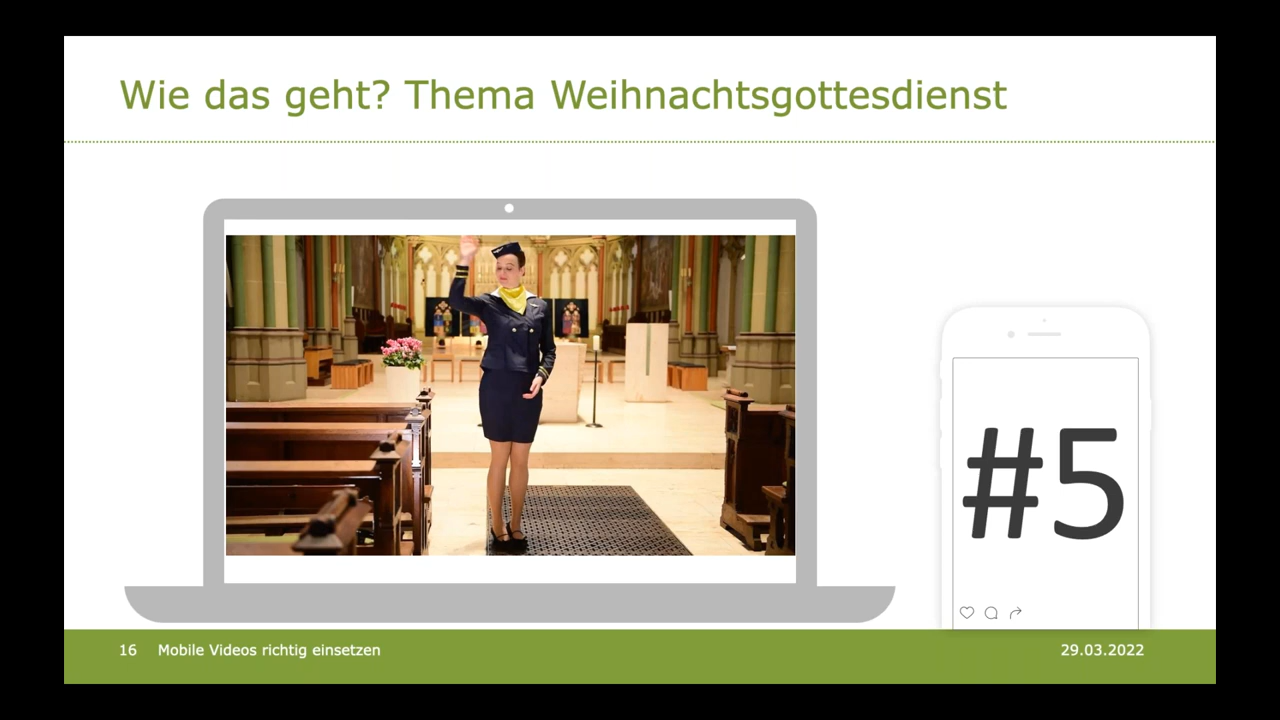 Wie das geht? Thema Weihnachtsgottesdienst
#5
16 Mobile Videos richtig einsetzen 29.03.2022